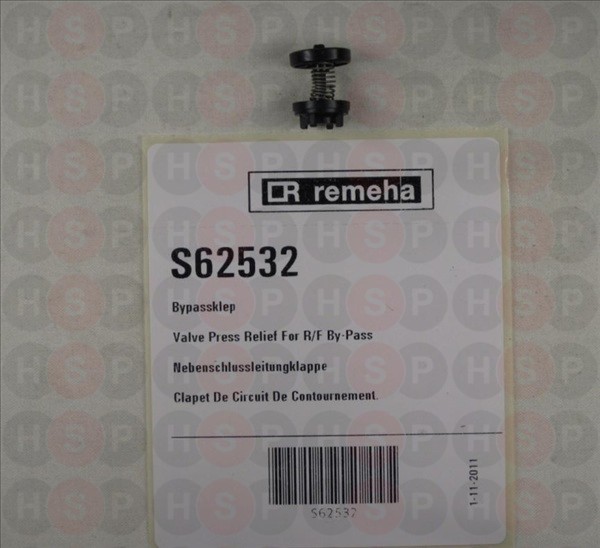 remeha
S62532
Bypassklep
Valve Press Relief For R/F By-Pass
Nebenschlussleitungklappe
Clapet De Circuit De Contournement.
S62532
1-11-2011
HSP